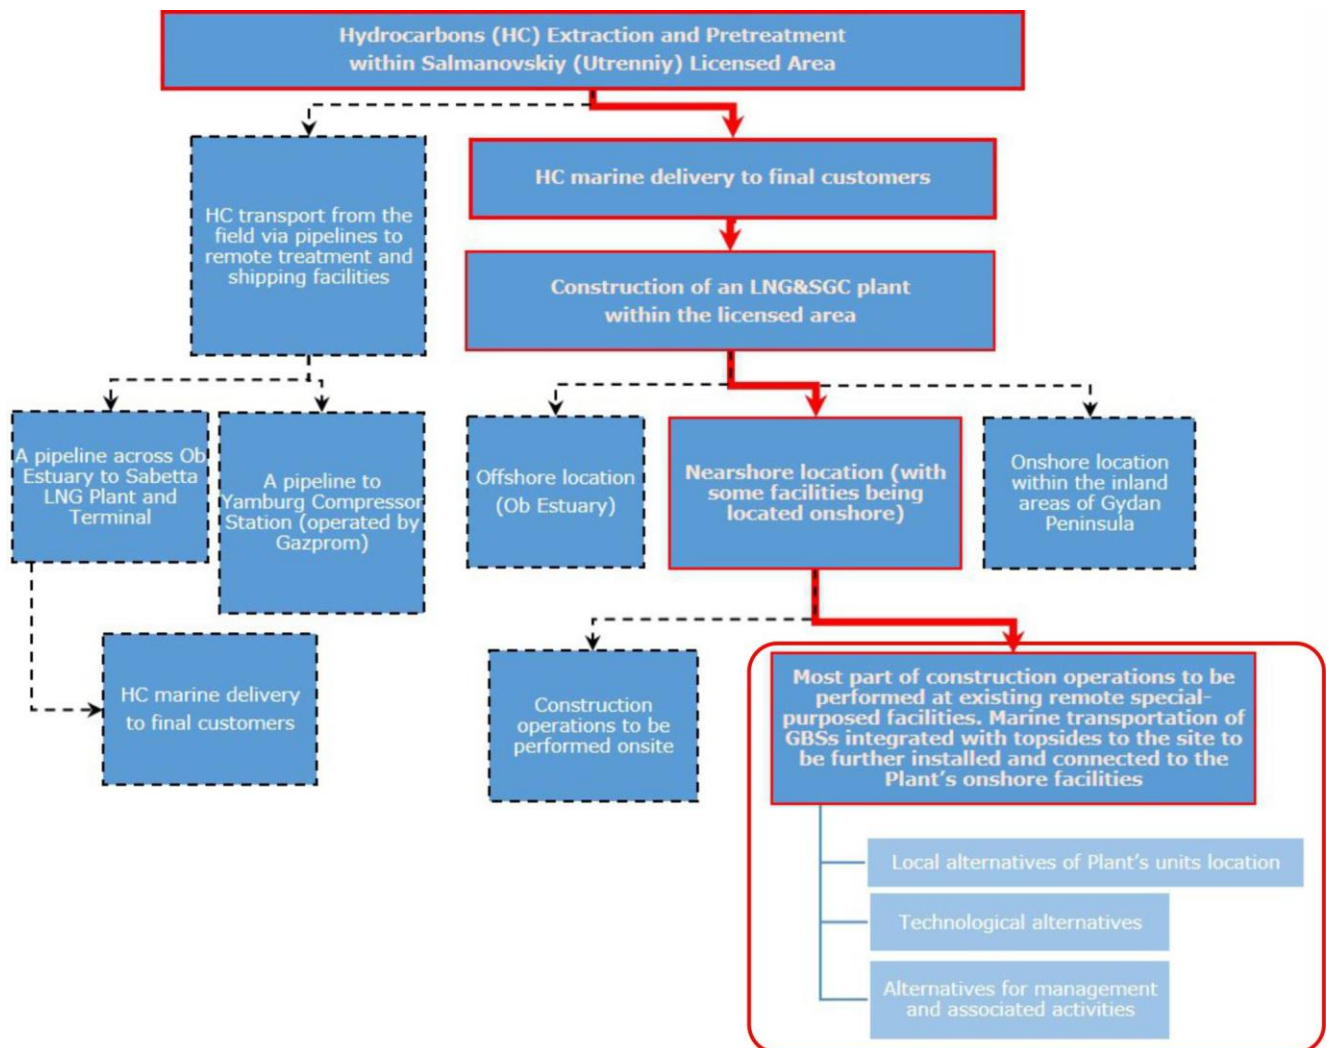 Hydrocarbons (HC) Extraction and Pretreatment
within Salmanovskiy (Utrenniy) Licensed Area
HC transport from the
field via pipelines to
remote treatment and
shipping facilities
HC marine delivery to final customers
Construction of an LNG&SGC plant
within the licensed area
A pipeline across Ob
Estuary to Sabetta
LNG Plant and
Terminal
A pipeline to
Yamburg Compressor
Station (operated by
Gazprom)
Offshore location
(Ob Estuary)
Nearshore location (with
some facilities being
located onshore)
Onshore location
within the inland
areas of Gydan
Peninsula
HC marine delivery
to final customers
Construction
operations to be
performed onsite
Most part of construction operations to be
performed at existing remote special-
purposed facilities. Marine transportation of
GBSs integrated with topsides to the site to
be further installed and connected to the
Plant’s onshore facilities
Local alternatives of Plant’s units location
Technological alternatives
Alternatives for management
and associated activities